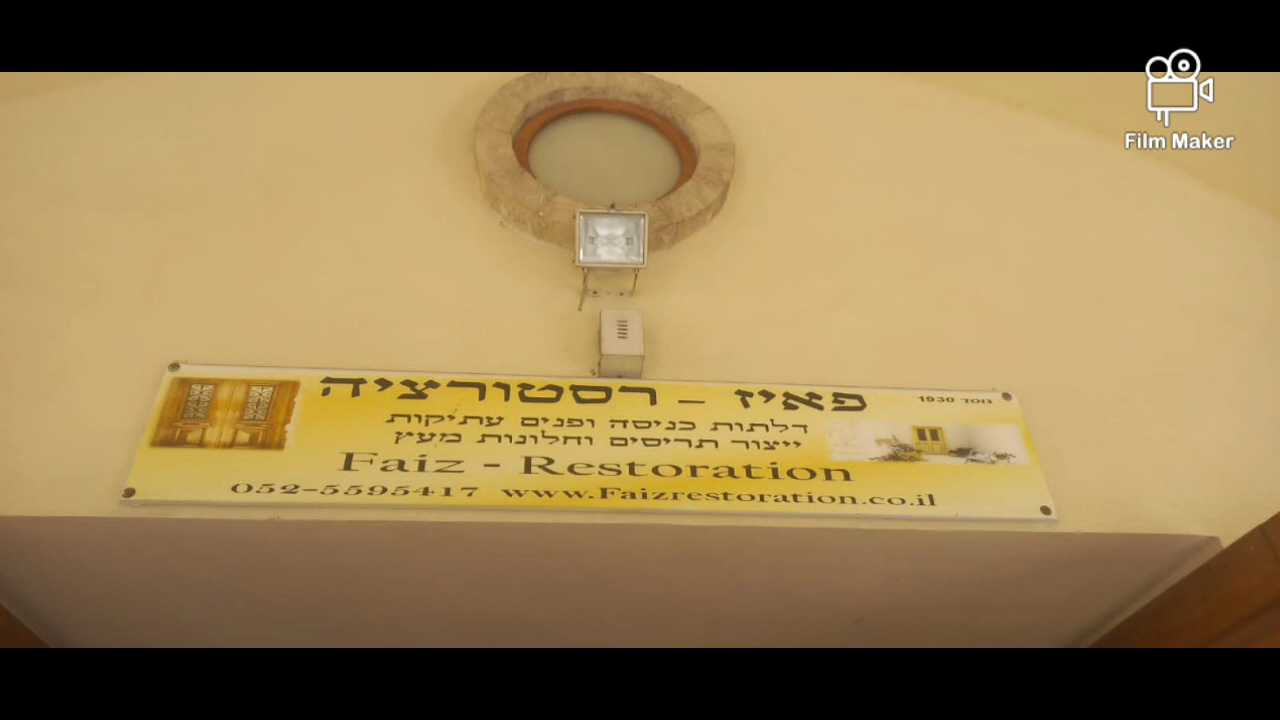 Film Maker
נוסד 1930
פאיז - רסטורציה
דלתות כניסה ופנים עתיקות
ייצור תריסים וחלונות מעץ
Faiz - Restoration
052-5595417 www.Faizrestoration.co.il